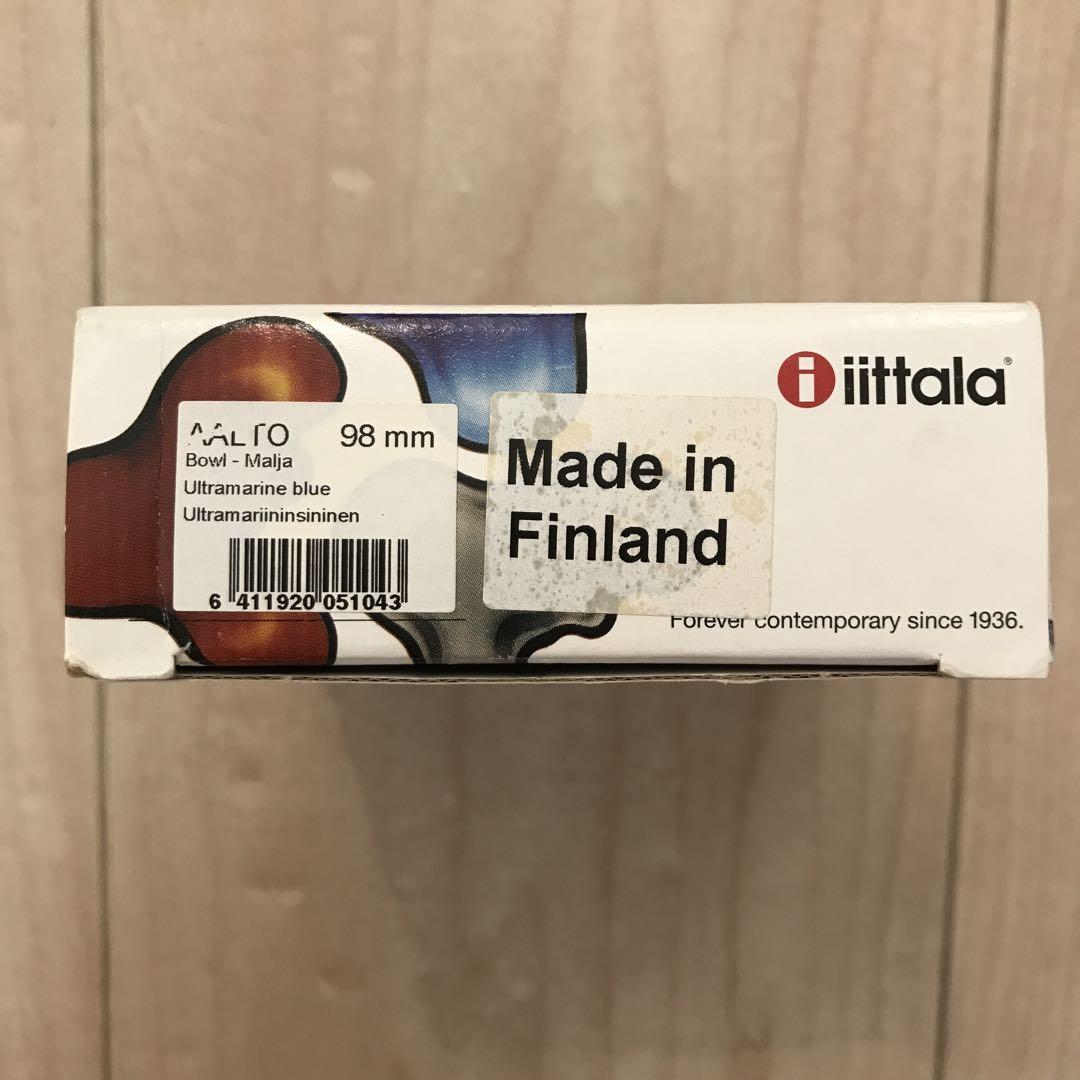 AALTO 98 mm
Bowl - Malja
Ultramarine blue
Ultramariininsininen
6 411920 051043
Made in
Finland
i iittala®
Forever contemporary since 1936.